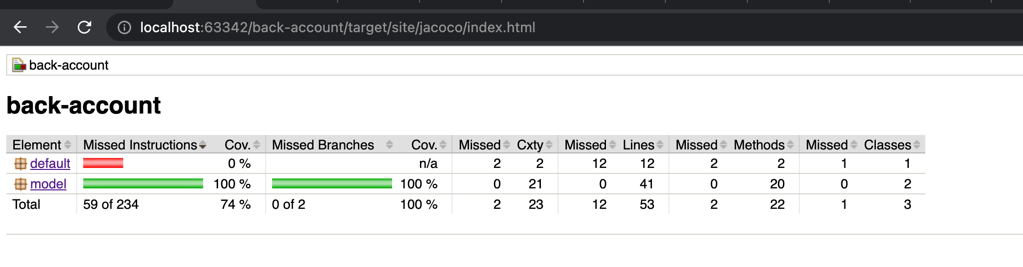 localhost:63342/back-account/target/site/jacoco/index.html
back-account
back-account
Element Missed Instructions Cov. Missed Branches Cov. Missed Cxty Missed Lines Missed Methods Missed Classes
default 0 % n/a 2 2 12 12 2 2 1 1
model 100 % 100 % 0 21 0 41 0 20 0 2
Total 59 of 234 74 % 0 of 2 100 % 2 23 12 53 2 22 1 3